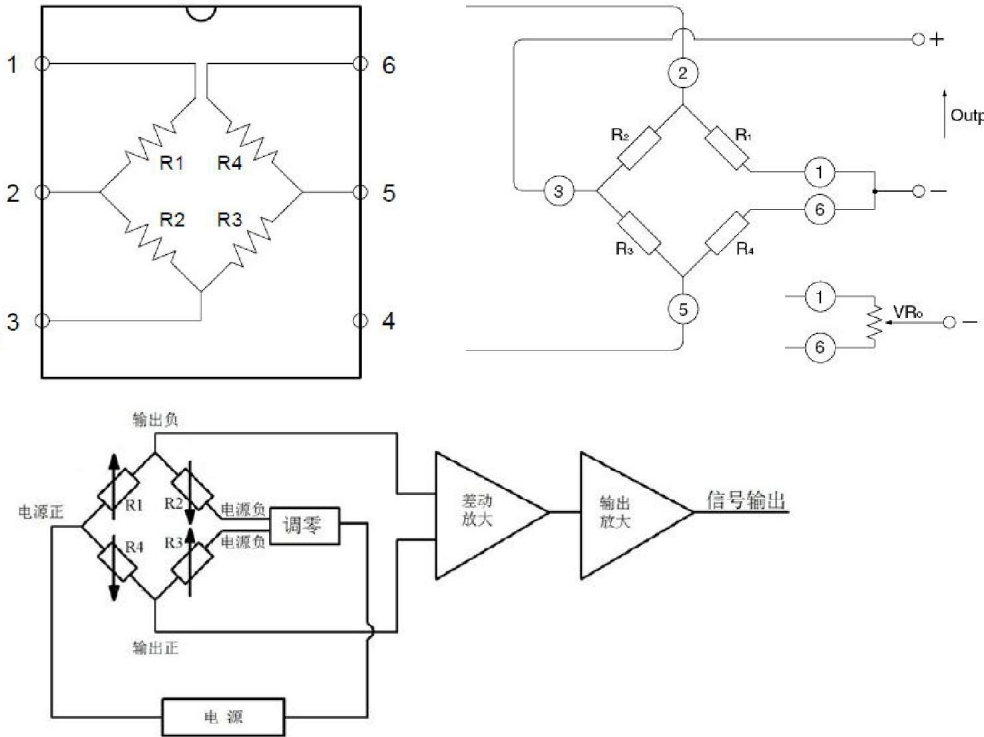 1
6
R1
R4
2
5
R2
R3
3
4
+
2
Outp
R₂
R₁
1
3
−
6
R₃
R₄
5
1
VR₀
−
6
输出负
R1
R2
电源正
电源负
调零
R4
R3
电源负
输出正
电 源
差动
放大
输出
放大
信号输出